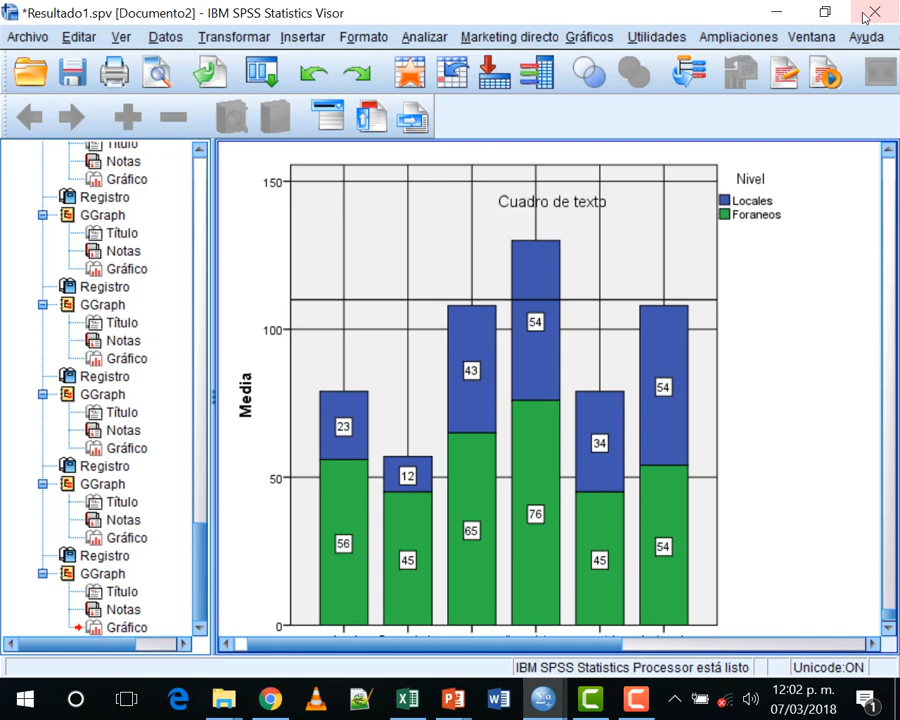 *Resultado1.spv [Documento2] - IBM SPSS Statistics Visor
Archivo Editar Ver Datos Transformar Insertar Formato Analizar Marketing directo Gráficos Utilidades Ampliaciones Ventana Ayuda
Título
Notas
Gráfico
Registro
GGraph
Título
Notas
Gráfico
Registro
GGraph
Título
Notas
Gráfico
Registro
GGraph
Título
Notas
Gráfico
Registro
GGraph
Título
Notas
Gráfico
Registro
GGraph
Título
Notas
Gráfico
Cuadro de texto
Nivel
Locales
Foraneos
Media
150
100
50
0
23
12
43
54
34
54
56
45
65
76
45
54
IBM SPSS Statistics Processor está listo
Unicode:ON
12:02 p. m.
07/03/2018
1